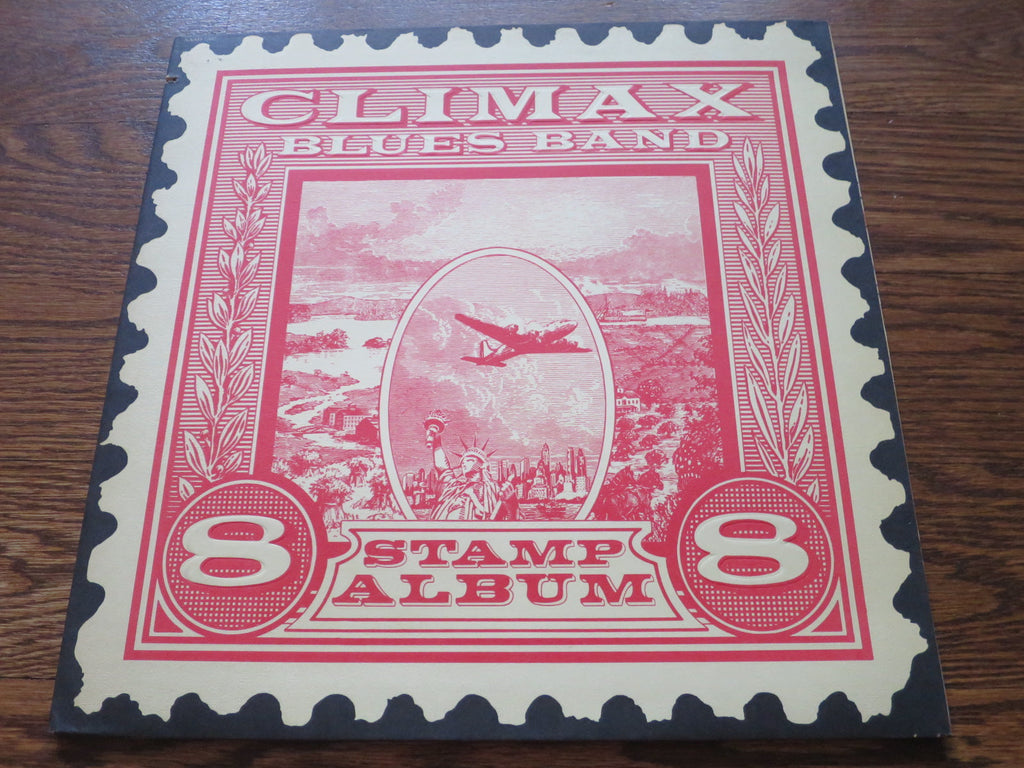 CLIMAX
BLUES BAND
8 STAMP 8
ALBUM